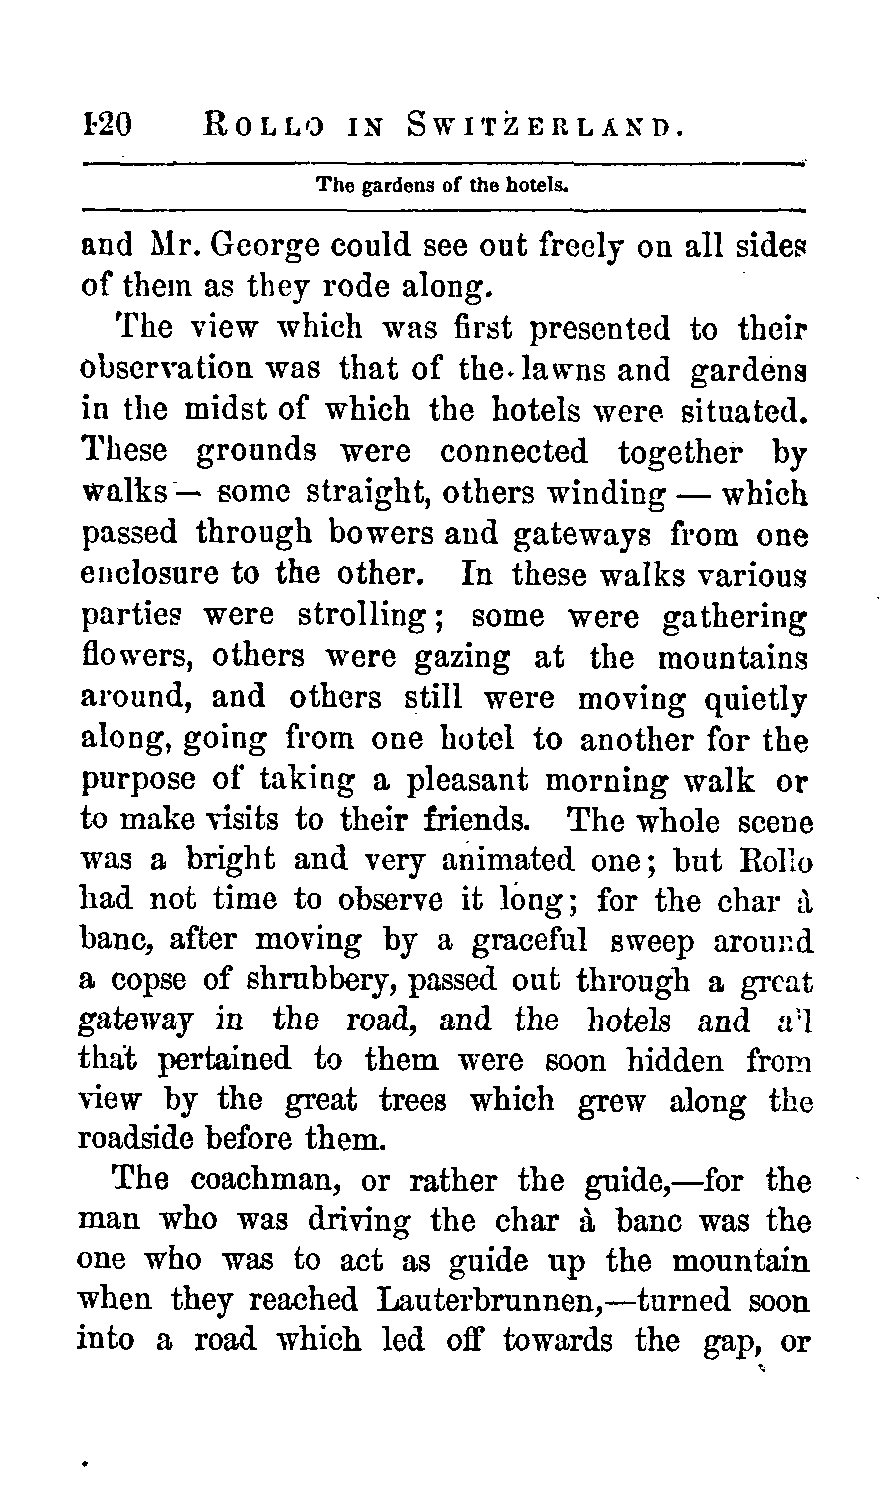 120 ROLLO IN SWITZERLAND.
The gardens of the hotels.
and Mr. George could see out freely on all sides
of them as they rode along.
The view which was first presented to their
observation was that of the lawns and gardens
in the midst of which the hotels were situated.
These grounds were connected together by
walks — some straight, others winding — which
passed through bowers and gateways from one
enclosure to the other. In these walks various
parties were strolling; some were gathering
flowers, others were gazing at the mountains
around, and others still were moving quietly
along, going from one hotel to another for the
purpose of taking a pleasant morning walk or
to make visits to their friends. The whole scene
was a bright and very animated one; but Rollo
had not time to observe it long; for the char à
banc, after moving by a graceful sweep around
a copse of shrubbery, passed out through a great
gateway in the road, and the hotels and all
that pertained to them were soon hidden from
view by the great trees which grew along the
roadside before them.
The coachman, or rather the guide,—for the
man who was driving the char à banc was the
one who was to act as guide up the mountain
when they reached Lauterbrunnen,—turned soon
into a road which led off towards the gap, or